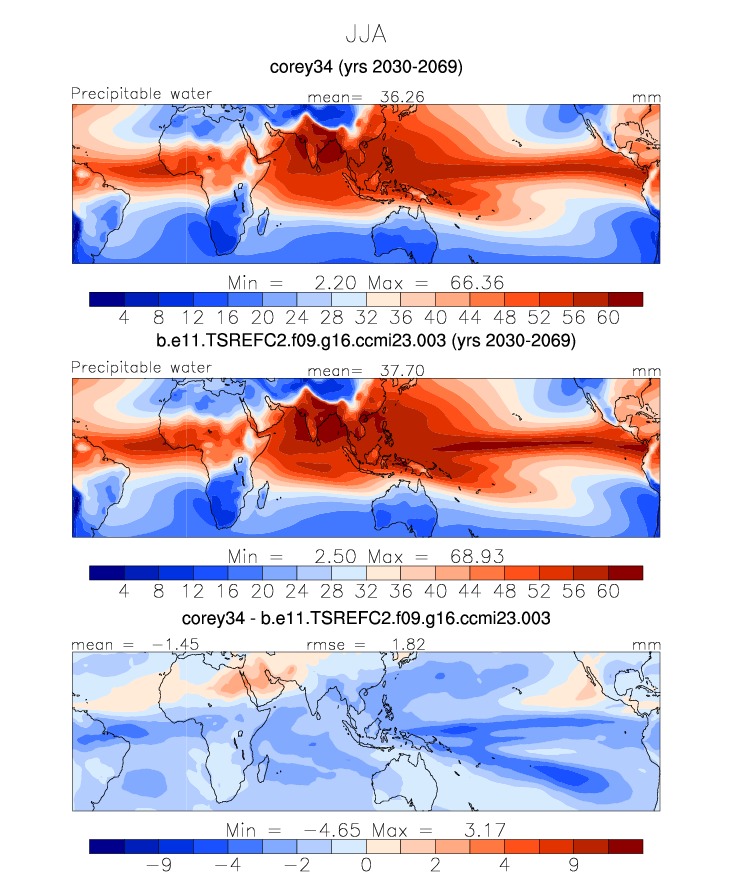 JJA
corey34 (yrs 2030-2069)
Precipitable water mean= 36.26 mm
Min = 2.20 Max = 66.36
4 8 12 16 20 24 28 32 36 40 44 48 52 56 60
b.e11.TSREFC2.f09.g16.ccmi23.003 (yrs 2030-2069)
Precipitable water mean= 37.70 mm
Min = 2.50 Max = 68.93
4 8 12 16 20 24 28 32 36 40 44 48 52 56 60
corey34 - b.e11.TSREFC2.f09.g16.ccmi23.003
mean = -1.45 rmse = 1.82 mm
Min = -4.65 Max = 3.17
-9 -4 -2 0 2 4 9